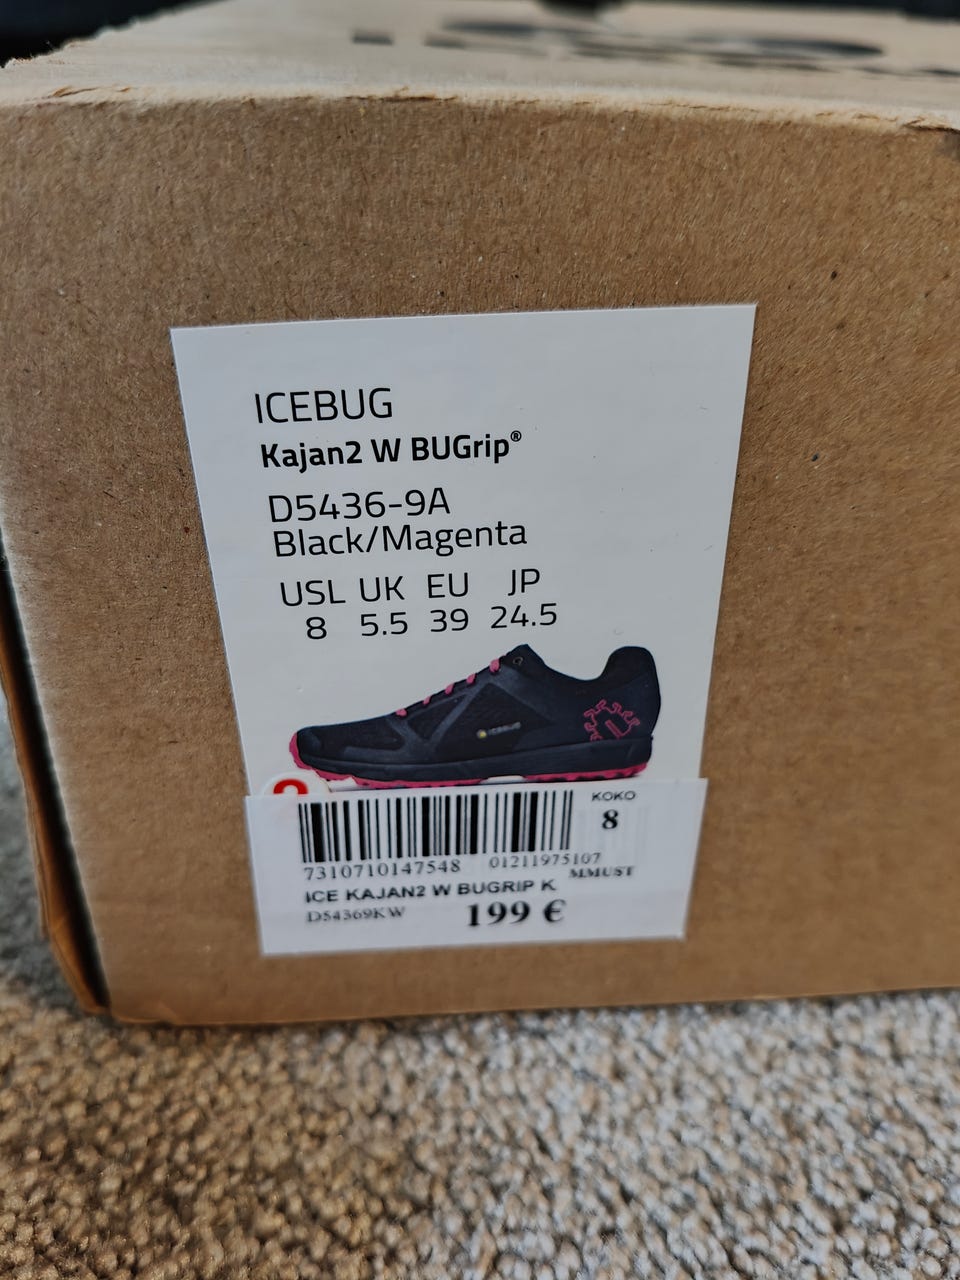 ICEBUG
Kajan2 W BUGrip®
D5436-9A
Black/Magenta
USL UK EU JP
8 5.5 39 24.5
ICEBUG
KOKO
8
7310710147548 01211975107
MMUST
ICE KAJAN2 W BUGRIP K
D54369KW 199 €